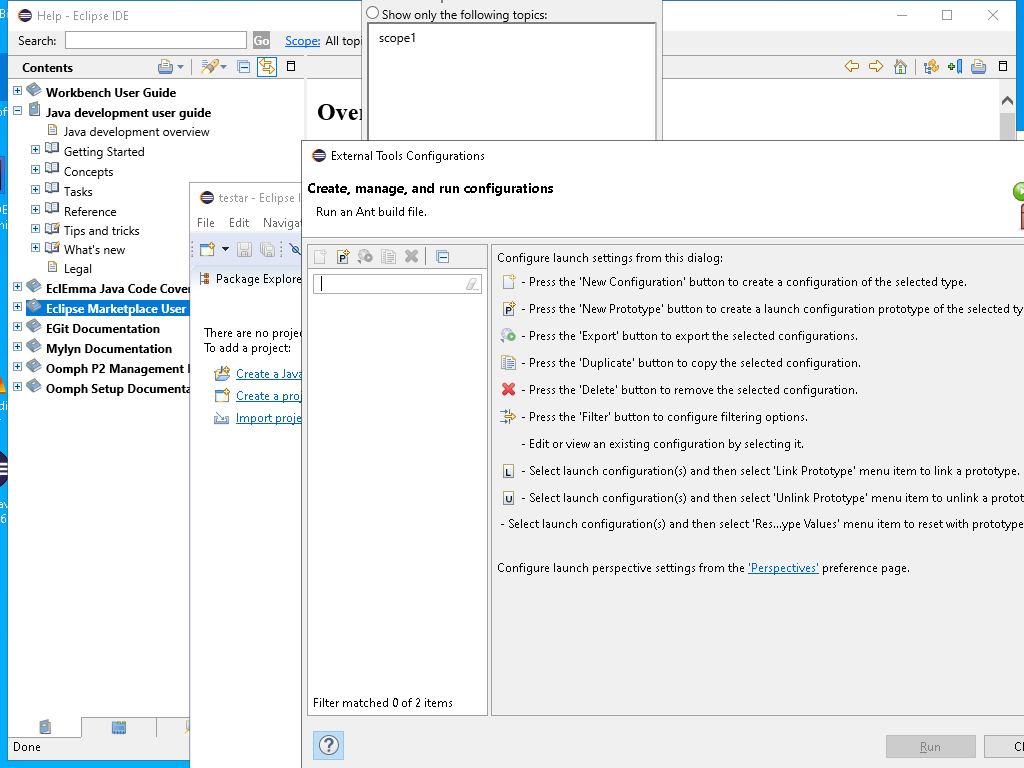 Help - Eclipse IDE
Show only the following topics:
Search:
Go
Scope:
All topi
scope1
Contents
Workbench User Guide
Java development user guide
Java development overview
Getting Started
Concepts
Tasks
Reference
Tips and tricks
What's new
Legal
EclEmma Java Code Cover
Eclipse Marketplace User
EGit Documentation
Mylyn Documentation
Oomph P2 Management
Oomph Setup Documenta
Done
Over
testar - Eclipse I
File Edit Navigat
Package Explore
There are no projec
To add a project:
Create a Java
Create a proj
Import projec
External Tools Configurations
Create, manage, and run configurations
Run an Ant build file.
Filter matched 0 of 2 items
Configure launch settings from this dialog:
- Press the 'New Configuration' button to create a configuration of the selected type.
P - Press the 'New Prototype' button to create a launch configuration prototype of the selected ty
- Press the 'Export' button to export the selected configurations.
- Press the 'Duplicate' button to copy the selected configuration.
- Press the 'Delete' button to remove the selected configuration.
- Press the 'Filter' button to configure filtering options.
- Edit or view an existing configuration by selecting it.
L - Select launch configuration(s) and then select 'Link Prototype' menu item to link a prototype.
U - Select launch configuration(s) and then select 'Unlink Prototype' menu item to unlink a protot
- Select launch configuration(s) and then select 'Res...ype Values' menu item to reset with prototype
Configure launch perspective settings from the 'Perspectives' preference page.
?
Run
Cl